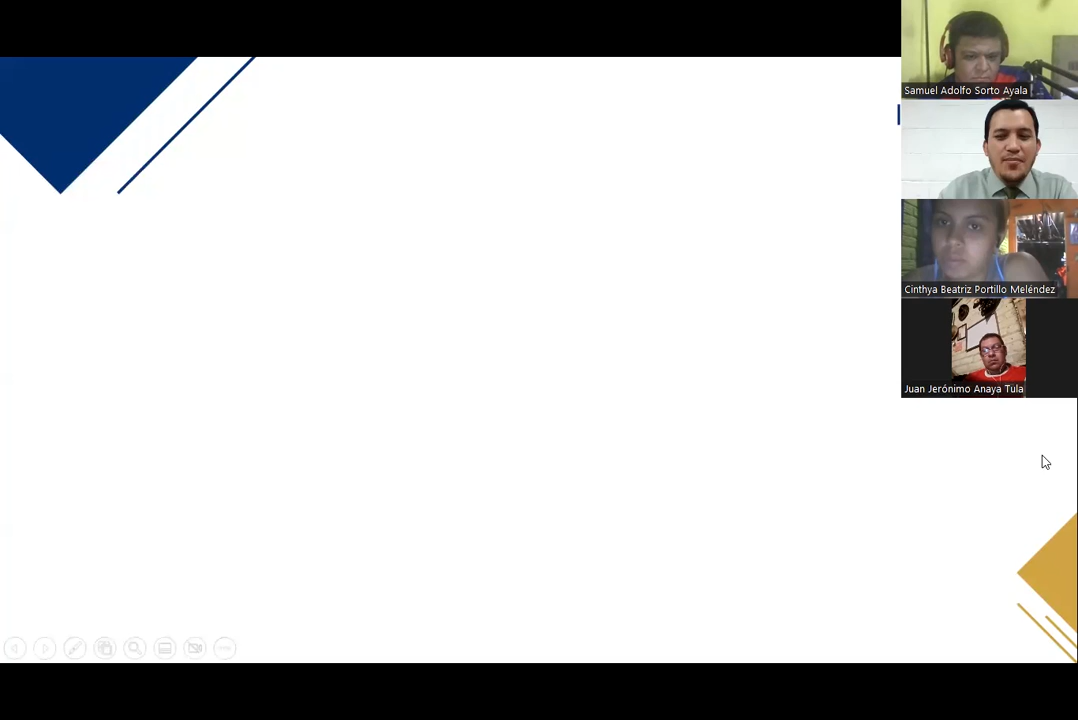 Samuel Adolfo Sorto Ayala
Cinthya Beatriz Portillo Meléndez
Juan Jerónimo Anaya Tula